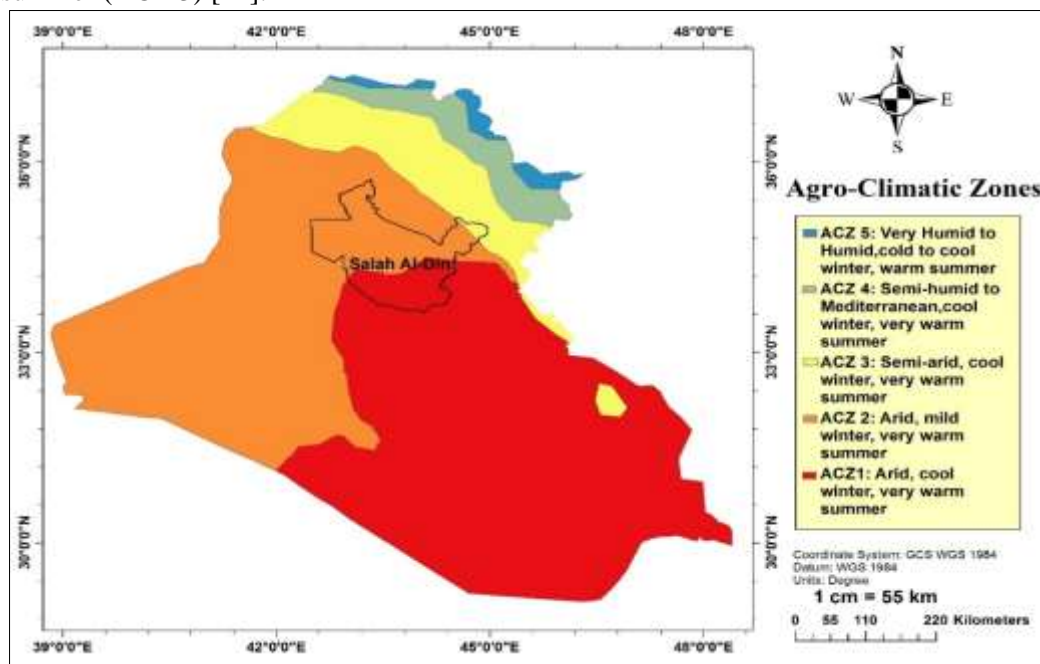 39°0'0"E 42°0'0"E 45°0'0"E 48°0'0"E
N
W E
S
36°0'0"N 36°0'0"N
Agro-Climatic Zones
ACZ 5: Very Humid to
Humid,cold to cool
winter, warm summer
ACZ 4: Semi-humid to
Mediterranean,cool
winter, very warm
summer
ACZ 3: Semi-arid, cool
winter, very warm
summer
ACZ 2: Arid, mild
winter, very warm
summer
ACZ1: Arid, cool
winter, very warm
summer
Salah Al-Din
33°0'0"N 33°0'0"N
30°0'0"N 30°0'0"N
Coordinate System: GCS WGS 1984
Datum: WGS 1984
Units: Degree
1 cm = 55 km
0 55 110 220 Kilometers
39°0'0"E 42°0'0"E 45°0'0"E 48°0'0"E